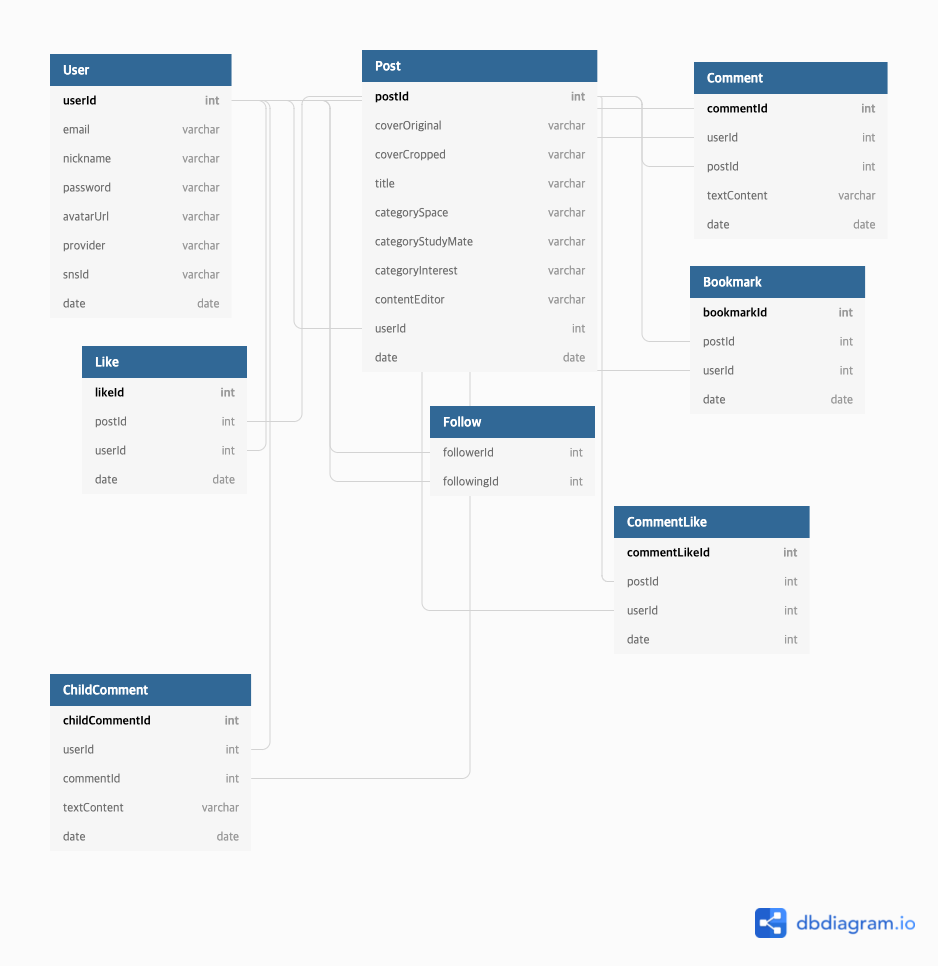 User
userId int
email varchar
nickname varchar
password varchar
avatarUrl varchar
provider varchar
snsId varchar
date date
Post
postId int
coverOriginal varchar
coverCropped varchar
title varchar
categorySpace varchar
categoryStudyMate varchar
categoryInterest varchar
contentEditor varchar
userId int
date date
Comment
commentId int
userId int
postId int
textContent varchar
date date
Bookmark
bookmarkId int
postId int
userId int
date date
Like
likeId int
postId int
userId int
date date
Follow
followerId int
followingId int
CommentLike
commentLikeId int
postId int
userId int
date int
ChildComment
childCommentId int
userId int
commentId int
textContent varchar
date date
dbdiagram.io